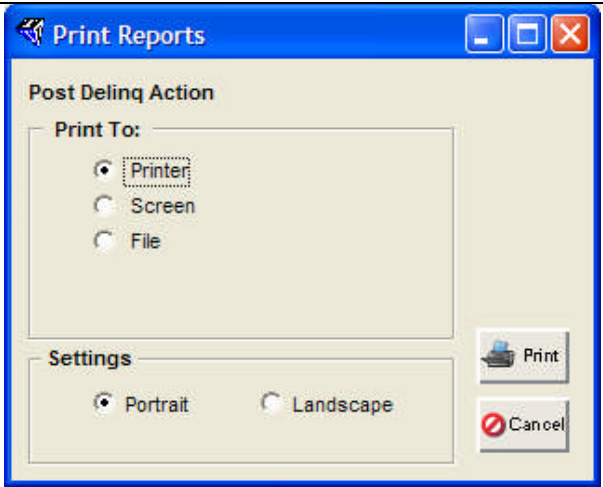 Print Reports
Post Delinq Action
Print To:
Printer
Screen
File
Settings
Portrait Landscape
Print
Cancel